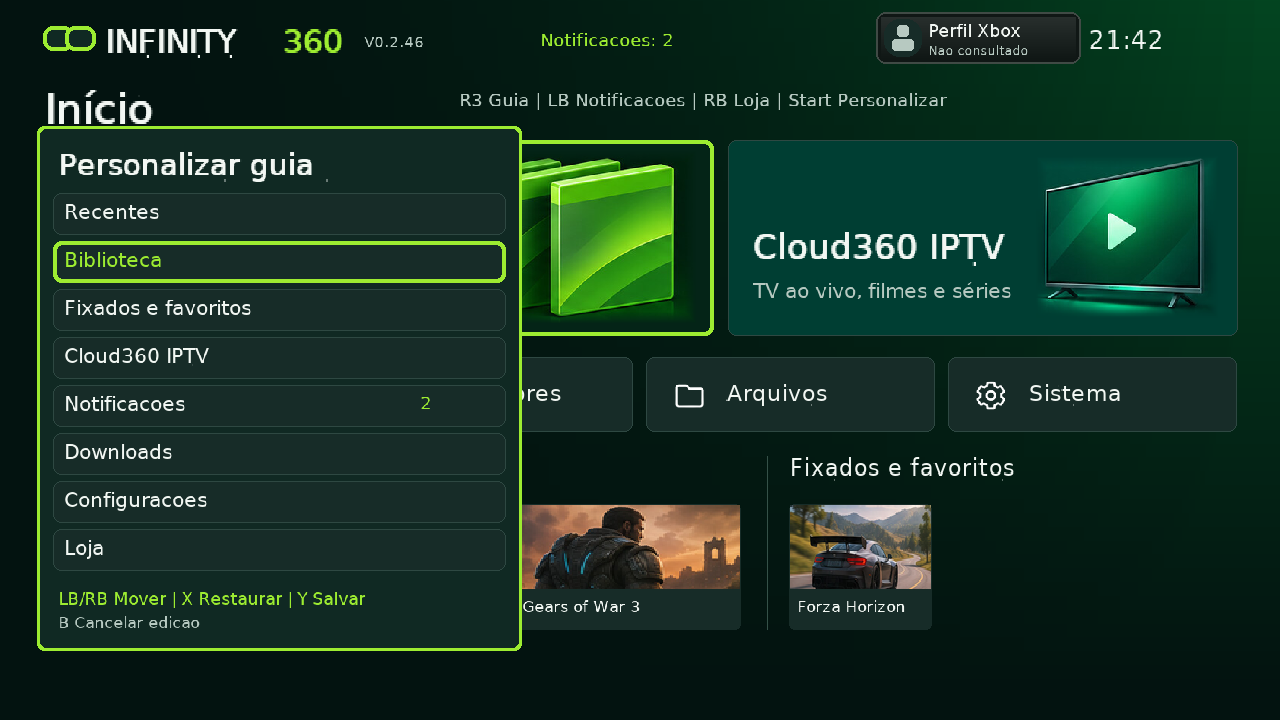 INFINITY 360 V0.2.46
Notificacoes: 2
Perfil Xbox
Nao consultado
21:42
Início
R3 Guia | LB Notificacoes | RB Loja | Start Personalizar
Personalizar guia
Recentes
Biblioteca
Fixados e favoritos
Cloud360 IPTV
Notificacoes 2
Downloads
Configuracoes
Loja
LB/RB Mover | X Restaurar | Y Salvar
B Cancelar edicao
Cloud360 IPTV
TV ao vivo, filmes e séries
ores
Arquivos
Sistema
Fixados e favoritos
Gears of War 3
Forza Horizon